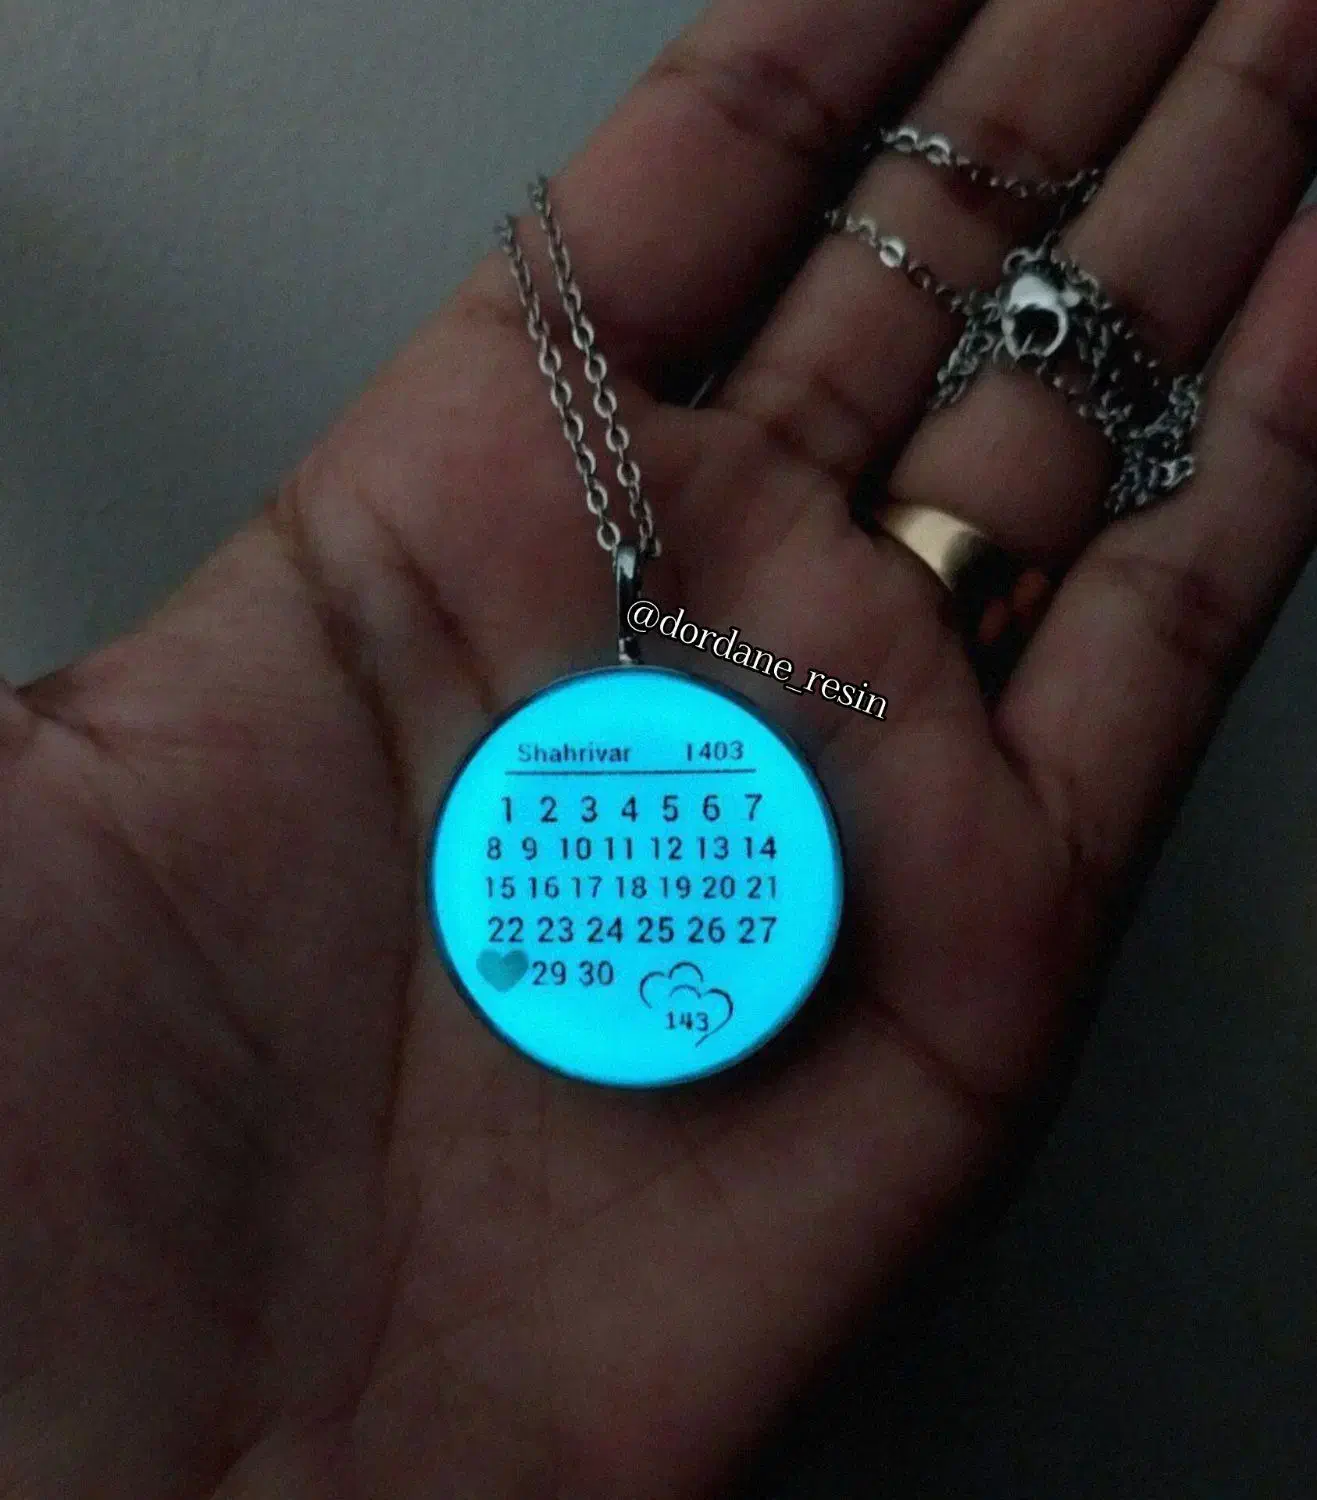 @dordane_resin
Shahrivar 1403
1 2 3 4 5 6 7
8 9 10 11 12 13 14
15 16 17 18 19 20 21
22 23 24 25 26 27
29 30
143